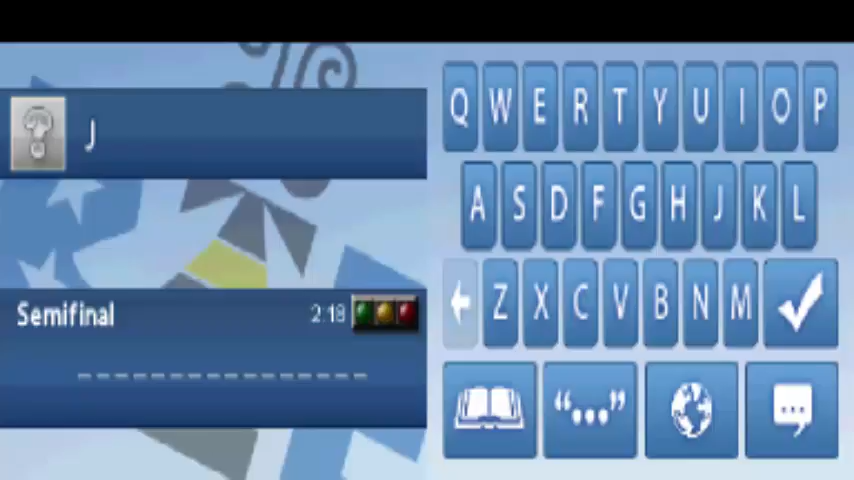 J
Semifinal
2:18
Q W E R T Y U I O P
A S D F G H J K L
Z X C V B N M
“...”
...